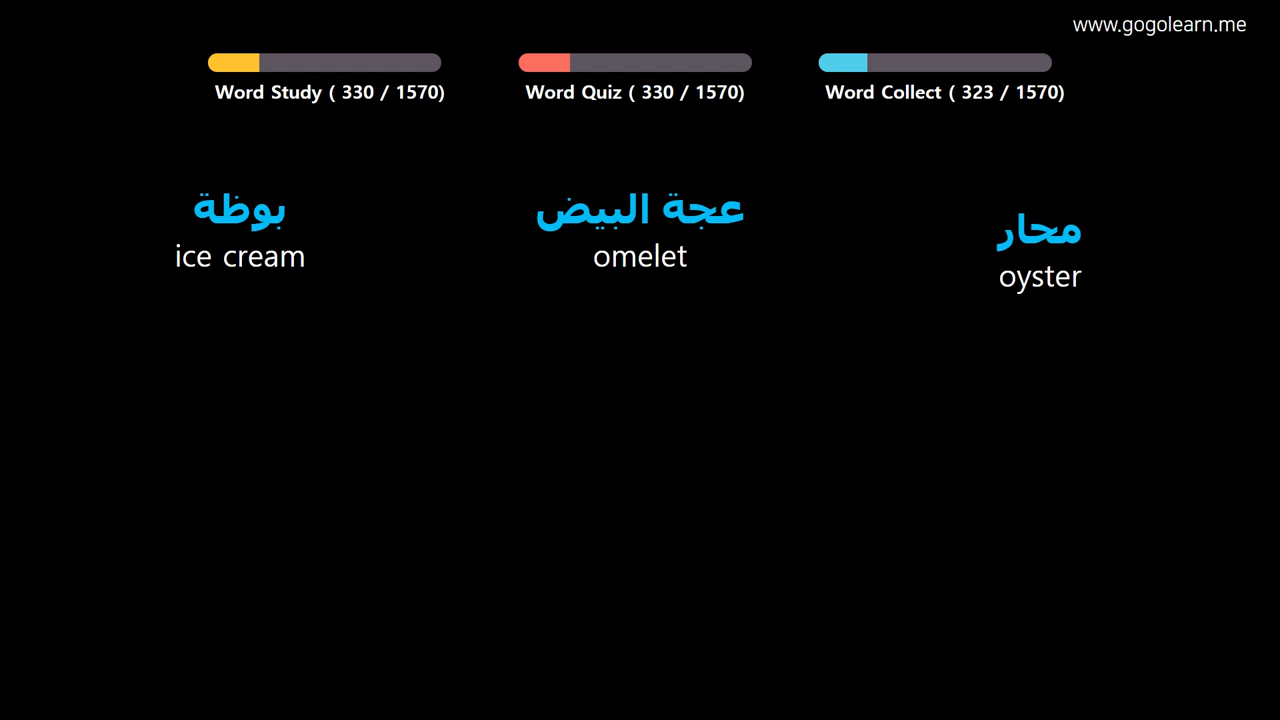 www.gogolearn.me
Word Study ( 330 / 1570)
Word Quiz ( 330 / 1570)
Word Collect ( 323 / 1570)
بوظة
ice cream
عجة البيض
omelet
محار
oyster